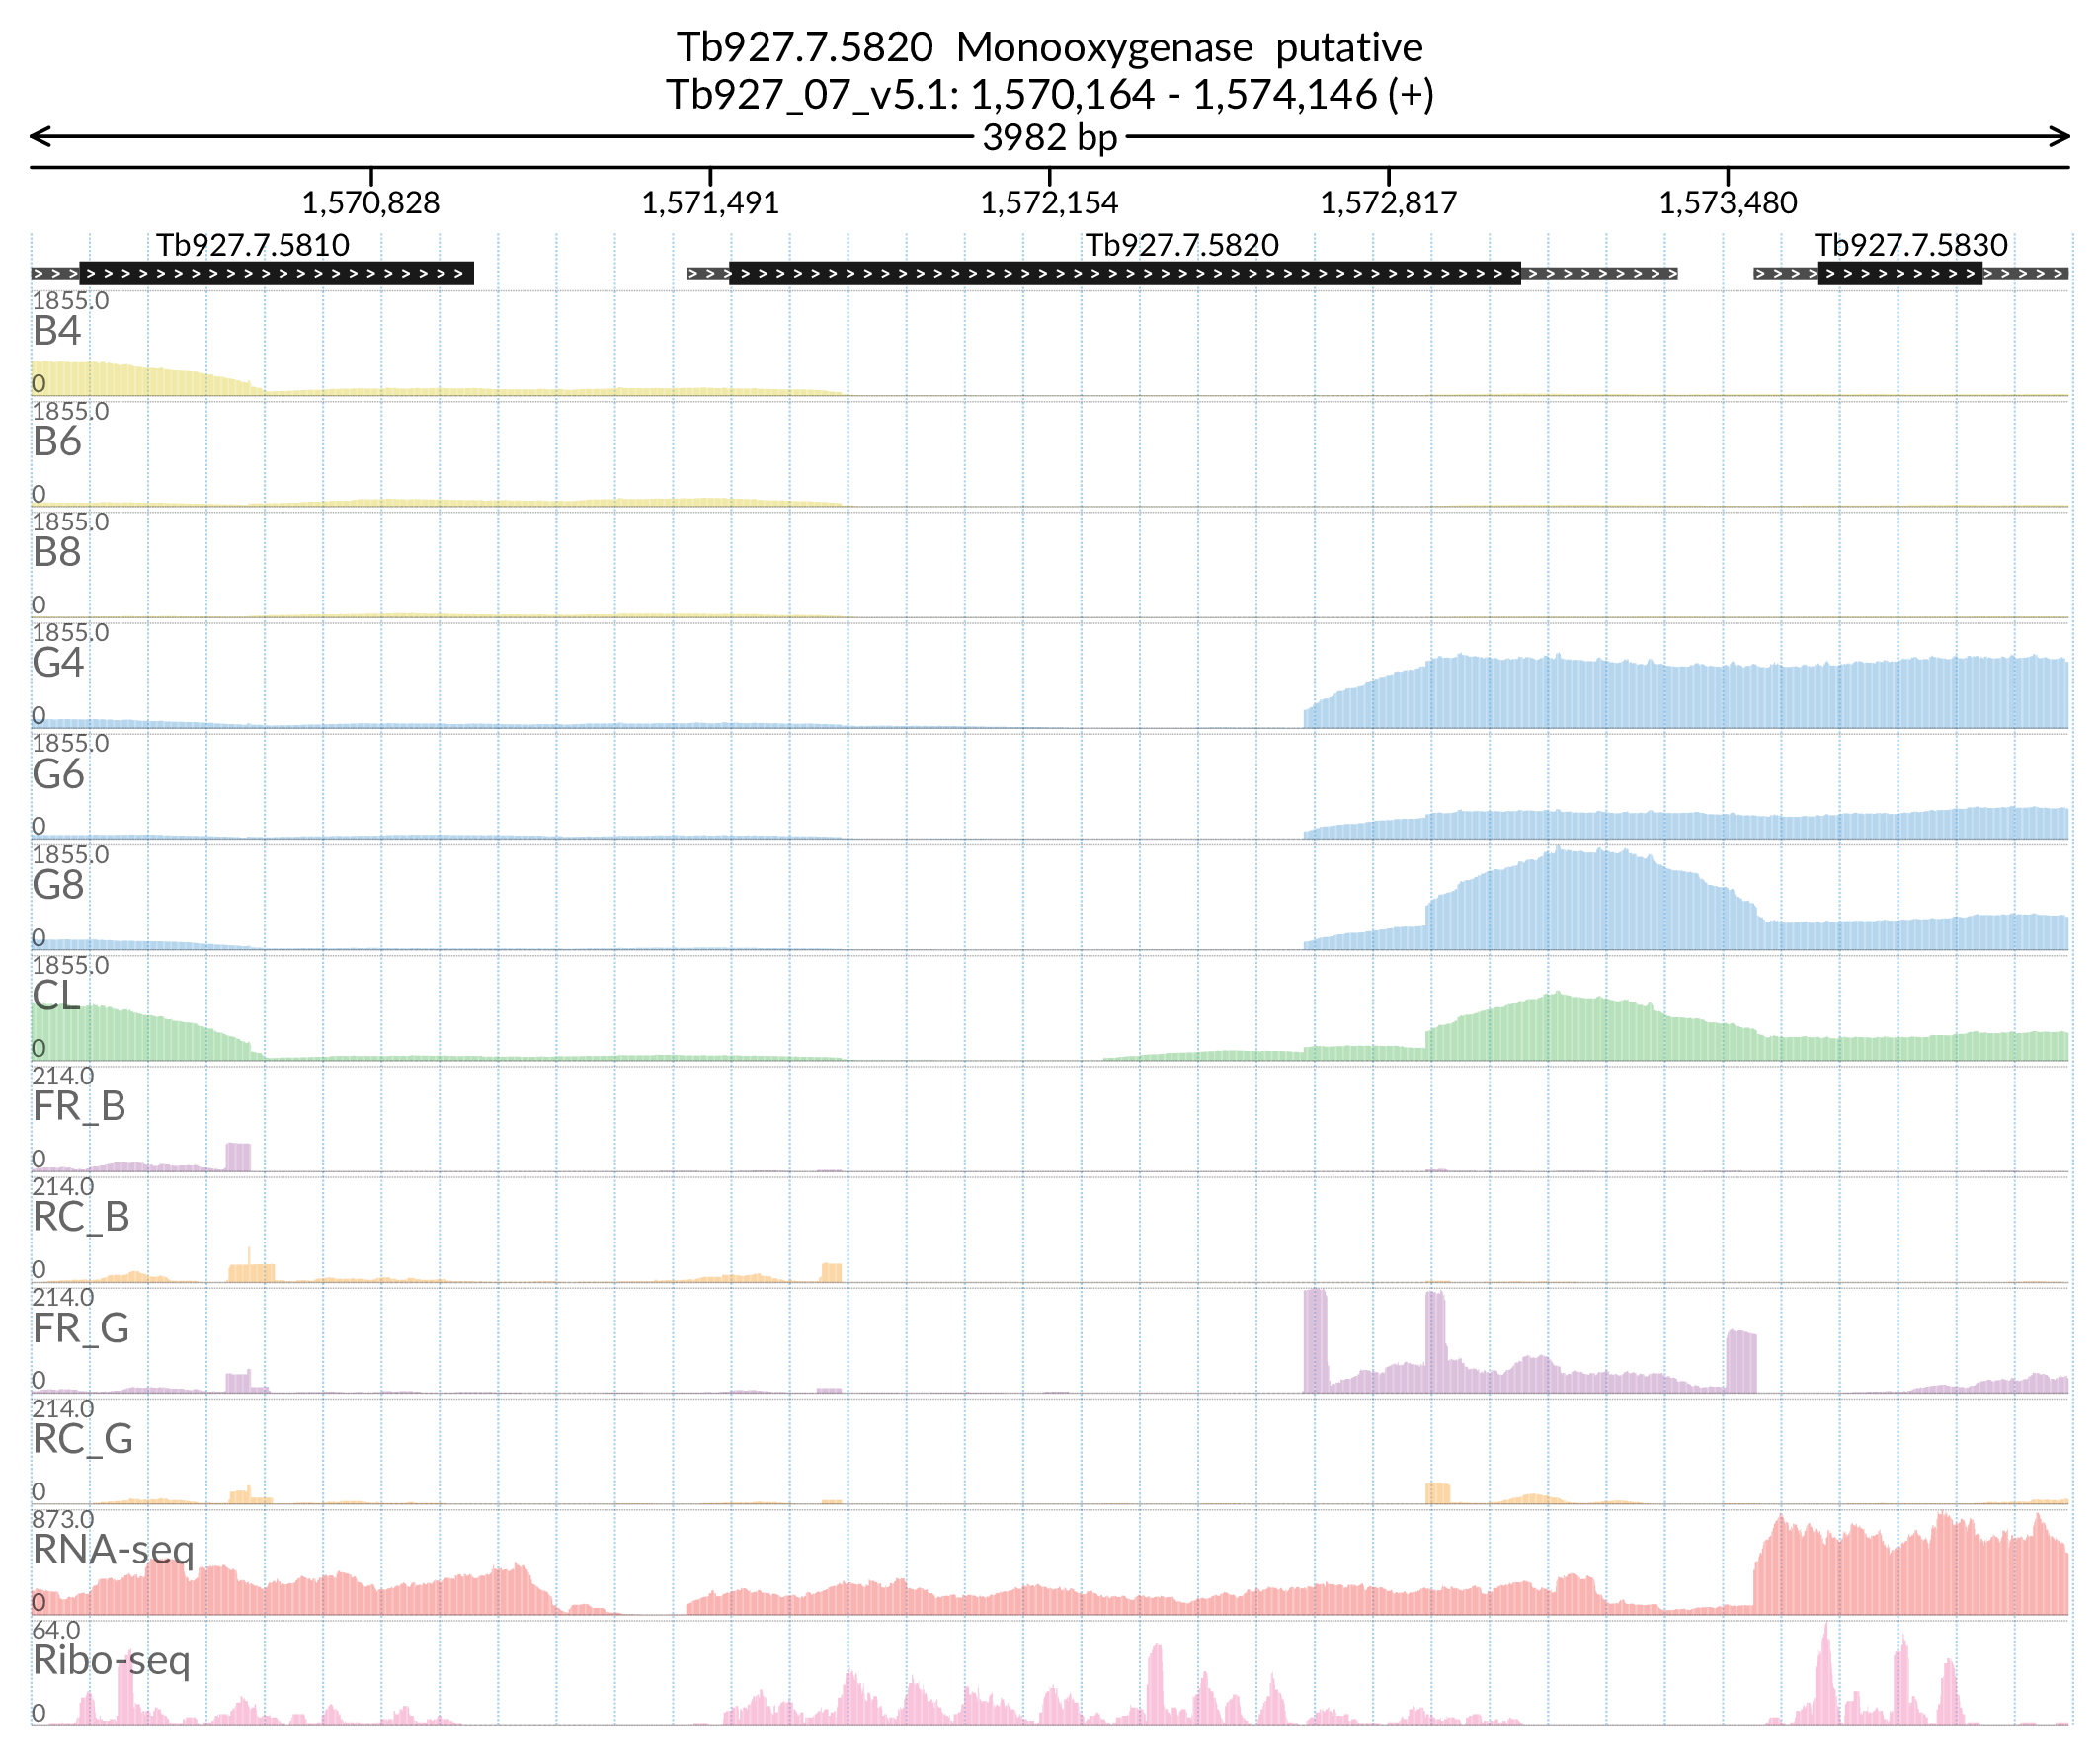 Tb927.7.5820 Monooxygenase putative
Tb927_07_v5.1: 1,570,164 - 1,574,146 (+)
3982 bp
1,570,828 1,571,491 1,572,154 1,572,817 1,573,480
Tb927.7.5810 Tb927.7.5820 Tb927.7.5830
1855.0
B4
0
1855.0
B6
0
1855.0
B8
0
1855.0
G4
0
1855.0
G6
0
1855.0
G8
0
1855.0
CL
0
214.0
FR_B
0
214.0
RC_B
0
214.0
FR_G
0
214.0
RC_G
0
873.0
RNA-seq
0
64.0
Ribo-seq
0